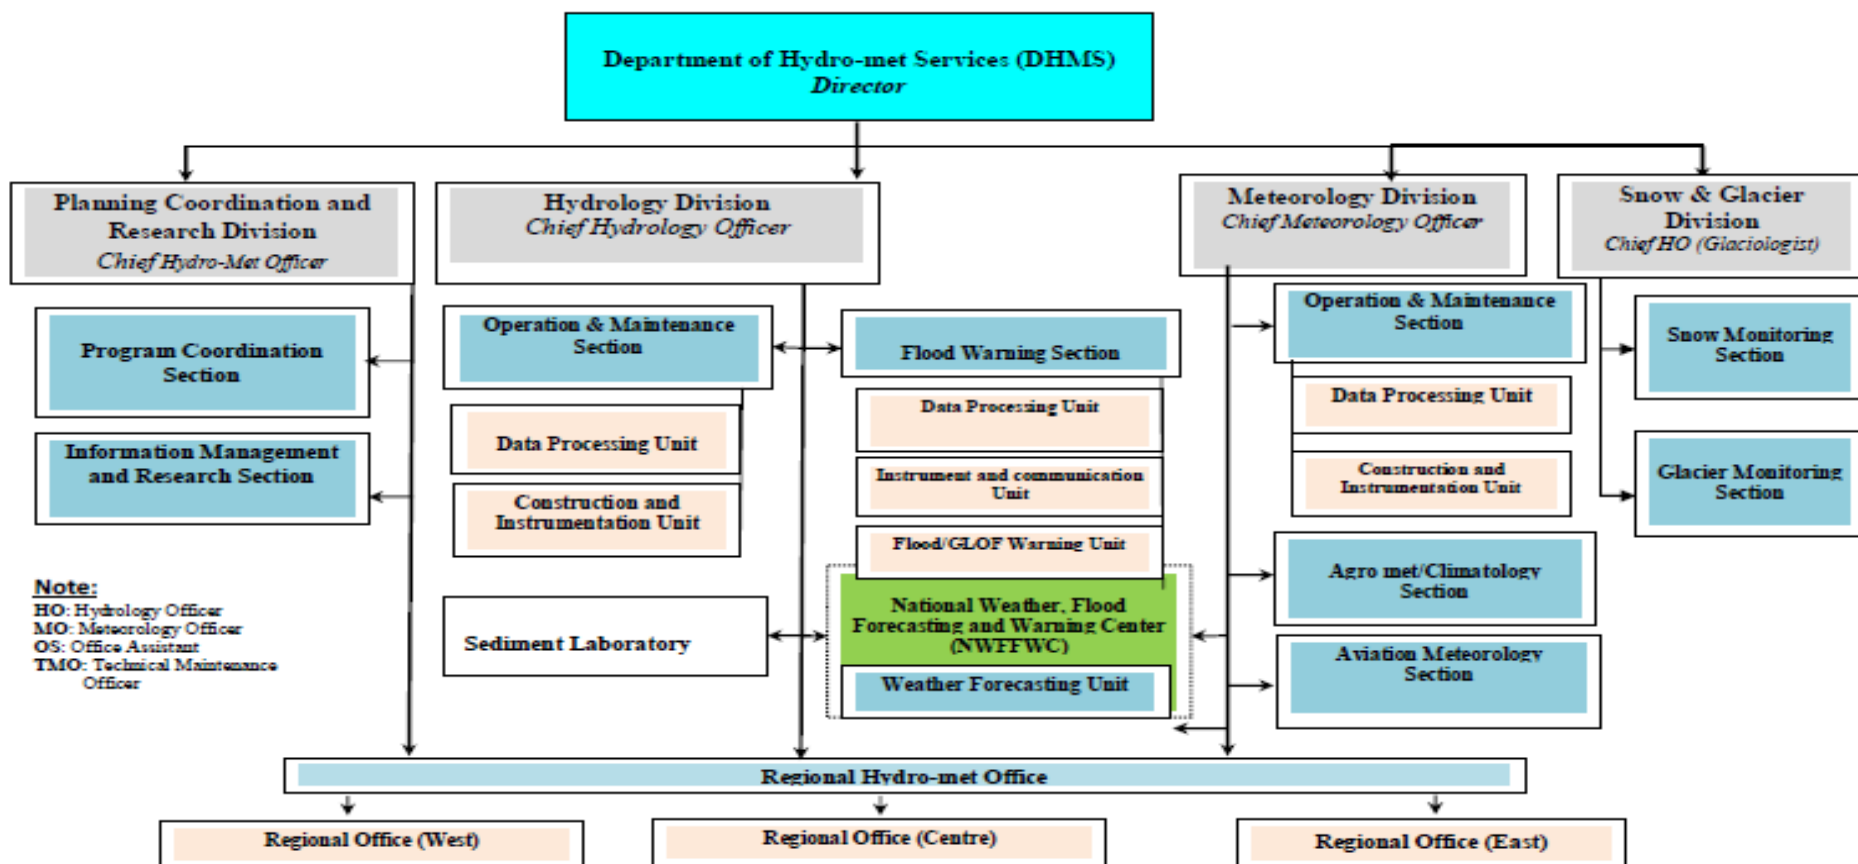 Department of Hydro-met Services (DHMS)
Director
Planning Coordination and
Research Division
Chief Hydro-Met Officer
Hydrology Division
Chief Hydrology Officer
Meteorology Division
Chief Meteorology Officer
Snow & Glacier
Division
Chief HO (Glaciologist)
Program Coordination
Section
Information Management
and Research Section
Operation & Maintenance
Section
Data Processing Unit
Construction and
Instrumentation Unit
Sediment Laboratory
Flood Warning Section
Data Processing Unit
Instrument and communication
Unit
Flood/GLOF Warning Unit
National Weather, Flood
Forecasting and Warning Center
(NWFFWC)
Weather Forecasting Unit
Operation & Maintenance
Section
Data Processing Unit
Construction and
Instrumentation Unit
Agro met/Climatology
Section
Aviation Meteorology
Section
Snow Monitoring
Section
Glacier Monitoring
Section
Note:
HO: Hydrology Officer
MO: Meteorology Officer
OS: Office Assistant
TMO: Technical Maintenance
Officer
Regional Hydro-met Office
Regional Office (West)
Regional Office (Centre)
Regional Office (East)